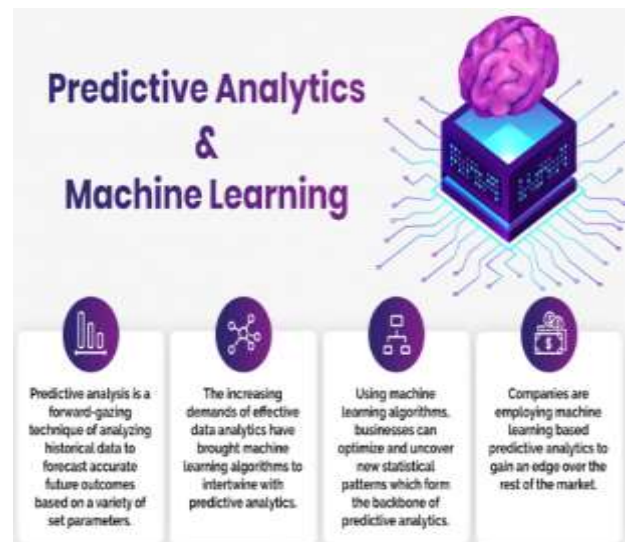 Predictive Analytics
&
Machine Learning
Predictive analysis is a
forward-gazing
technique of analyzing
historical data to
forecast accurate
future outcomes
based on a variety of
set parameters.
The increasing
demands of effective
data analytics have
brought machine
learning algorithms to
intertwine with
predictive analytics.
Using machine
learning algorithms,
businesses can
optimize and uncover
new statistical
patterns which form
the backbone of
predictive analytics.
Companies are
employing machine
learning based
predictive analytics to
gain an edge over the
rest of the market.